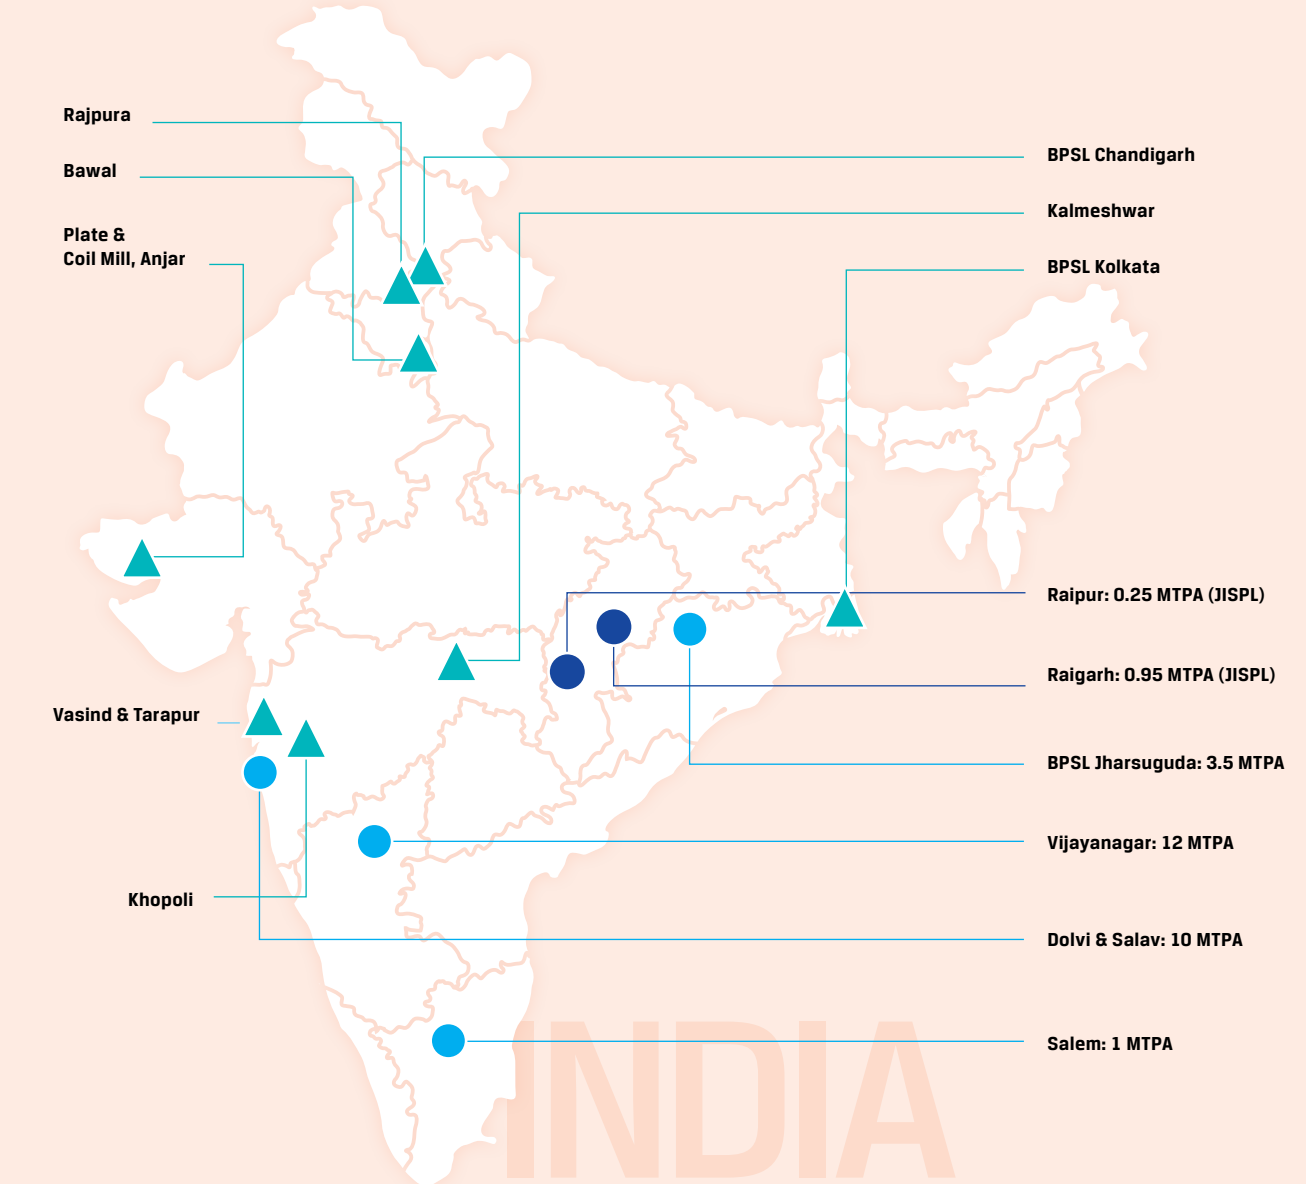 Rajpura
Bawal
Plate &
Coil Mill, Anjar
BPSL Chandigarh
Kalmeshwar
BPSL Kolkata
Raipur: 0.25 MTPA (JISPL)
Raigarh: 0.95 MTPA (JISPL)
Vasind & Tarapur
BPSL Jharsuguda: 3.5 MTPA
Vijayanagar: 12 MTPA
Khopoli
Dolvi & Salav: 10 MTPA
Salem: 1 MTPA
INDIA